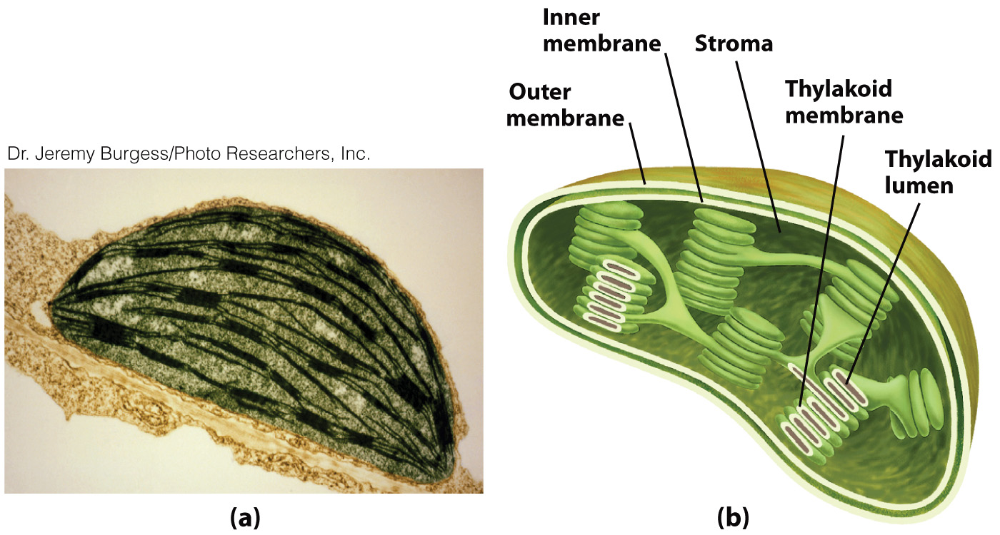 Inner
membrane
Stroma
Outer
membrane
Thylakoid
membrane
Thylakoid
lumen
Dr. Jeremy Burgess/Photo Researchers, Inc.
(a)
(b)